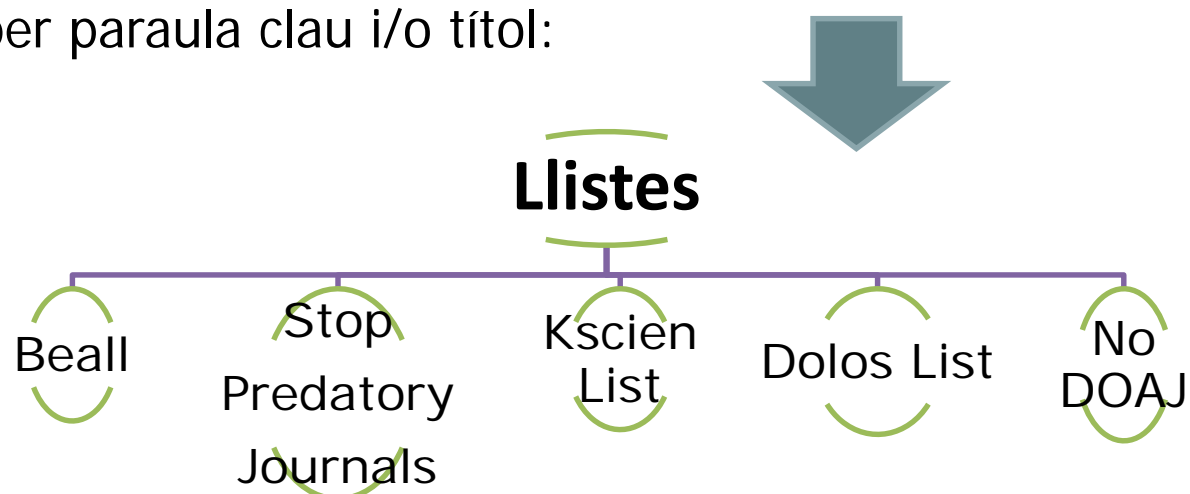 per paraula clau i/o títol:
Llistes
Beall
Stop
Predatory
Journals
Kscien
List
Dolos List
No
DOAJ